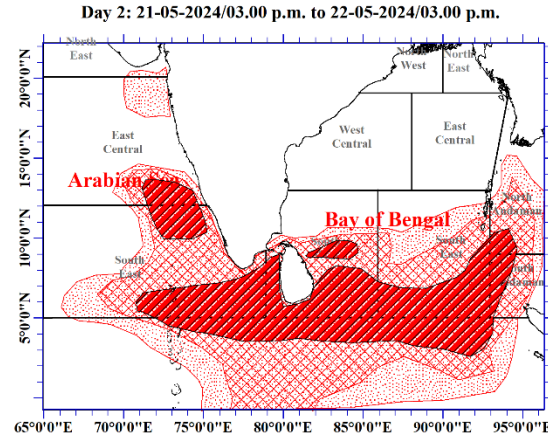 Day 2: 21-05-2024/03.00 p.m. to 22-05-2024/03.00 p.m.
North
East
North
West
North
East
20°0'0"N
East
Central
West
Central
East
Central
15°0'0"N
Arabian Sea
North
Andaman
Bay of Bengal
10°0'0"N
South
East
South
East
South
Andaman
5°0'0"N
65°0'0"E 70°0'0"E 75°0'0"E 80°0'0"E 85°0'0"E 90°0'0"E 95°0'0"E